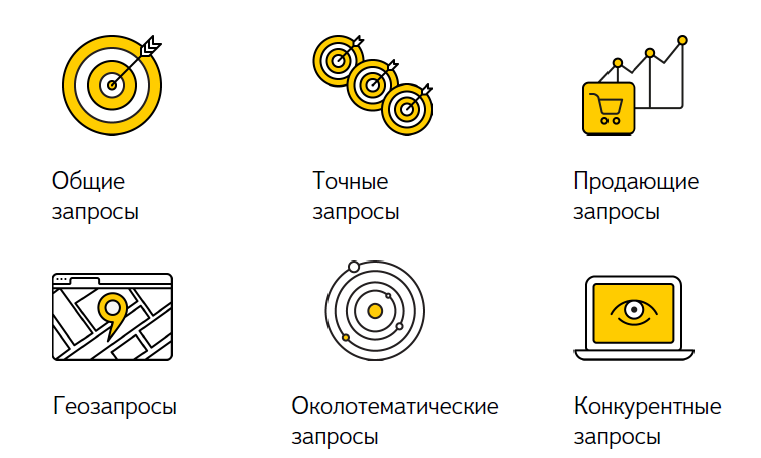 Общие
запросы
Точные
запросы
Продающие
запросы
Геозапросы
Околотематические
запросы
Конкурентные
запросы